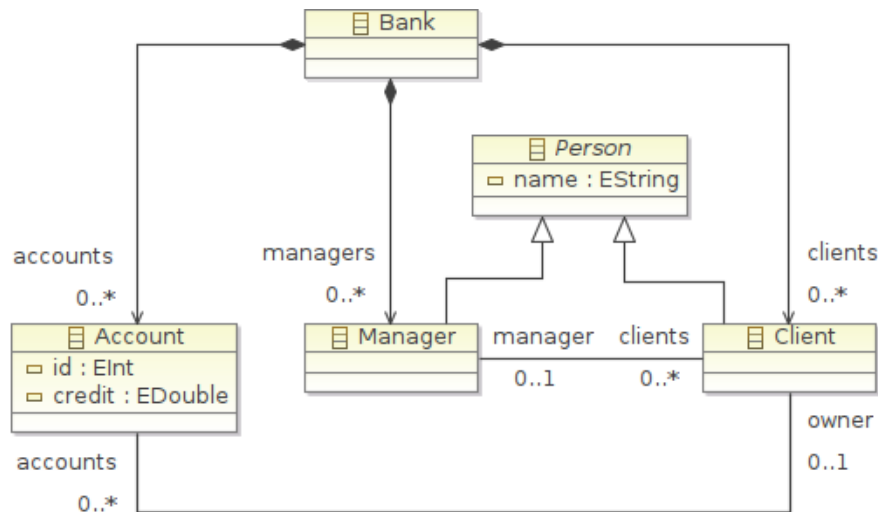 Bank
Person
name : EString
accounts
0..*
managers
0..*
clients
0..*
Account
id : EInt
credit : EDouble
Manager
manager
0..1
clients
0..*
Client
accounts
0..*
owner
0..1